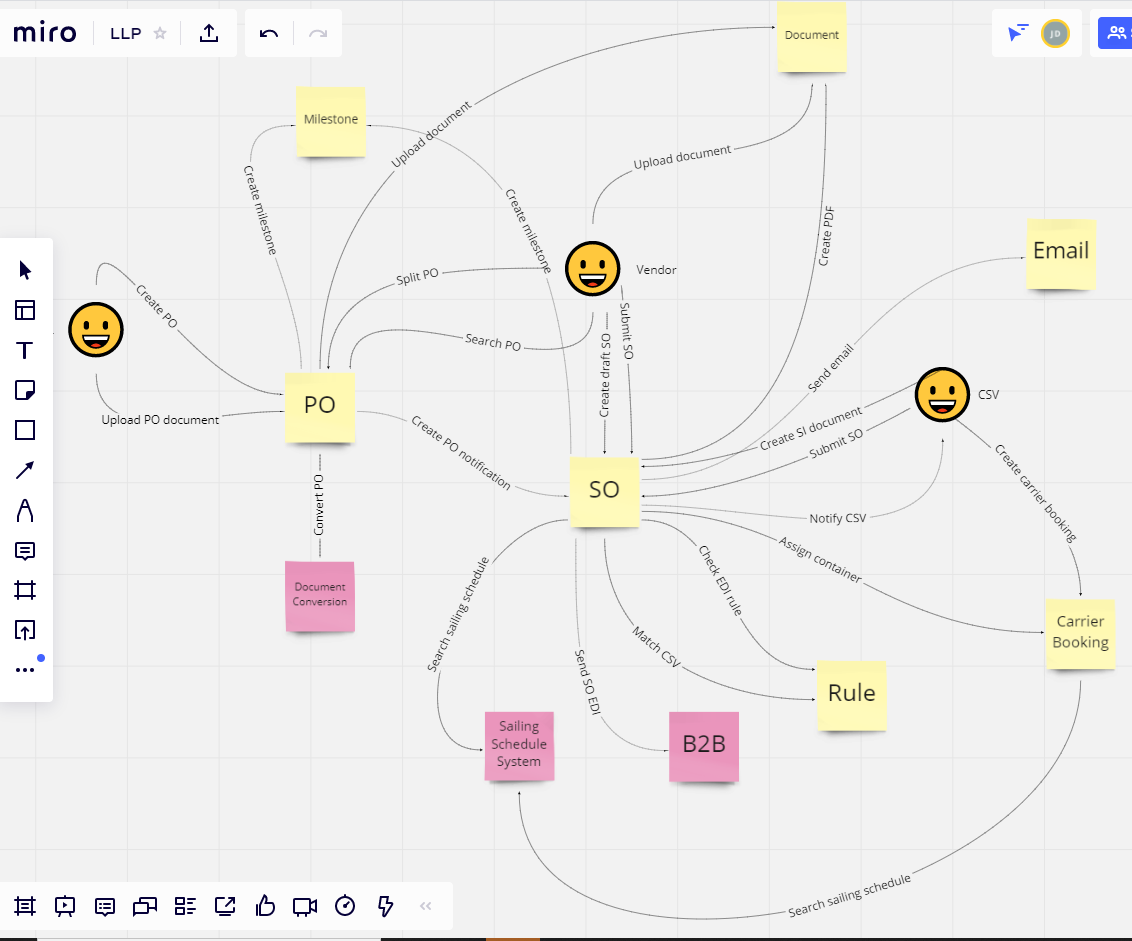 miro
LLP
JD
Document
Milestone
Upload document
Upload document
Create milestone
Create milestone
Create PDF
Email
Vendor
Split PO
Create PO
Search PO
Submit SO
Create draft SO
Send email
CSV
PO
Upload PO document
Create SI document
Submit SO
Create PO notification
Create carrier booking
SO
Convert PO
Notify CSV
Assign container
Check EDI rule
Document
Conversion
Search sailing schedule
Match CSV
Send SO EDI
Carrier
Booking
Rule
Sailing
Schedule
System
B2B
Search sailing schedule